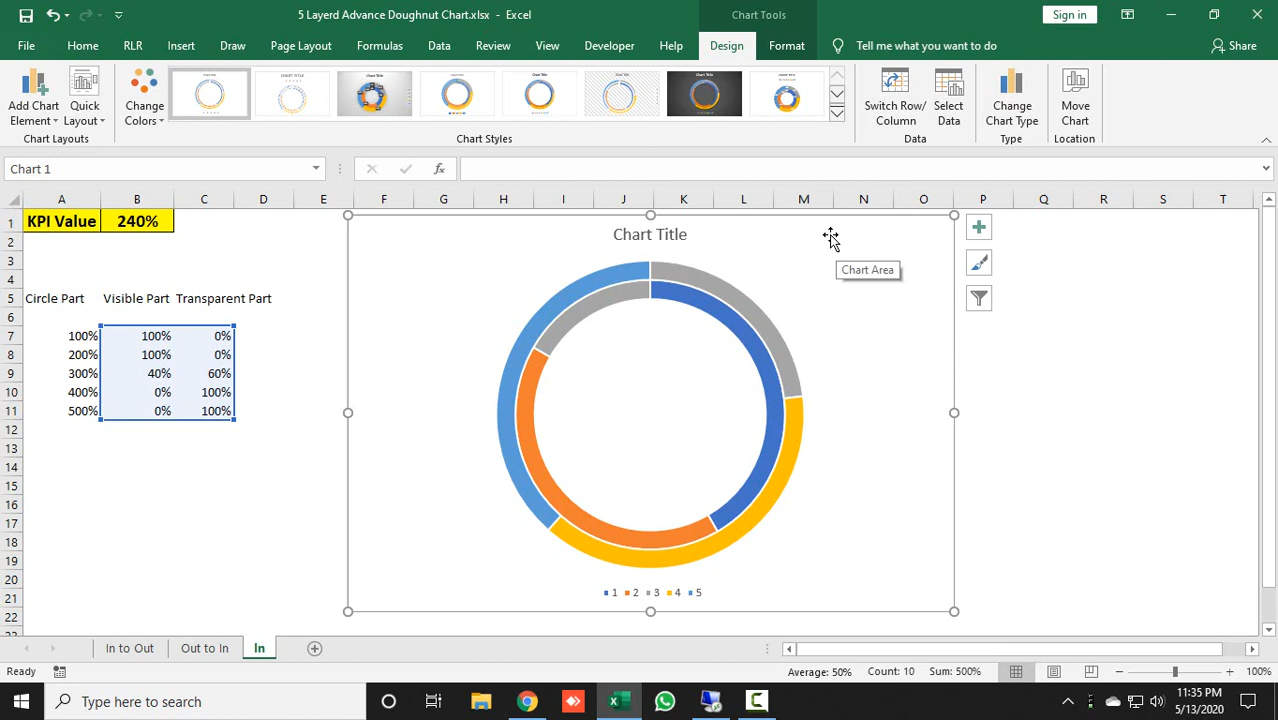 5 Layerd Advance Doughnut Chart.xlsx - Excel
Chart Tools
Sign in
File Home RLR Insert Draw Page Layout Formulas Data Review View Developer Help Design Format Tell me what you want to do Share
Add Chart Element
Quick Layout
Change Colors
Switch Row/ Column
Select Data
Change Chart Type
Move Chart
Chart Layouts
Chart Styles
Data
Type
Location
Chart 1
fx
A B C D E F G H I J K L M N O P Q R S T
1 KPI Value 240%
2
3
4
5 Circle Part Visible Part Transparent Part
6
7 100% 100% 0%
8 200% 100% 0%
9 300% 40% 60%
10 400% 0% 100%
11 500% 0% 100%
12
13
14
15
16
17
18
19
20
21
22
Chart Title
Chart Area
1 2 3 4 5
In to Out Out to In In
Ready
Average: 50% Count: 10 Sum: 500%
100%
Type here to search
11:35 PM
5/13/2020